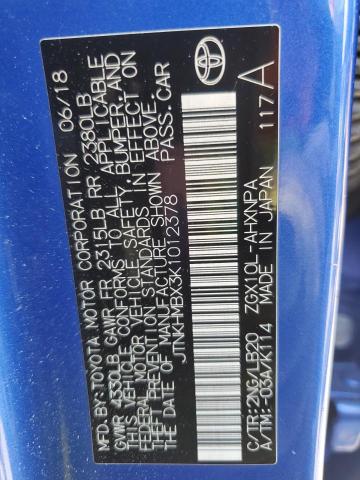 MFD. BY: TOYOTA MOTOR CORPORATION 06/18
GVWR 4530LB GAWR FR 2315LB RR 2380LB
THIS VEHICLE CONFORMS TO ALL APPLICABLE
FEDERAL MOTOR VEHICLE SAFETY, BUMPER, AND
THEFT PREVENTION STANDARDS IN EFFECT ON
THE DATE OF MANUFACTURE SHOWN ABOVE.
JTNKHMBX3K1012378 PASS. CAR
C/TR: 2NG/LB20 ZGX10L-AHXNPA
A/TM: -03A/K114 MADE IN JAPAN 117A
TOYOTA